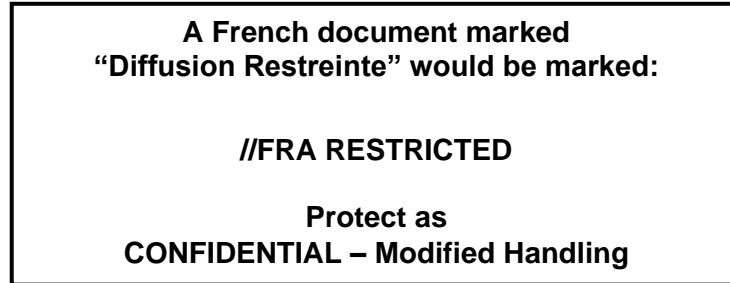 A French document marked
“Diffusion Restreinte” would be marked:
//FRA RESTRICTED
Protect as
CONFIDENTIAL – Modified Handling